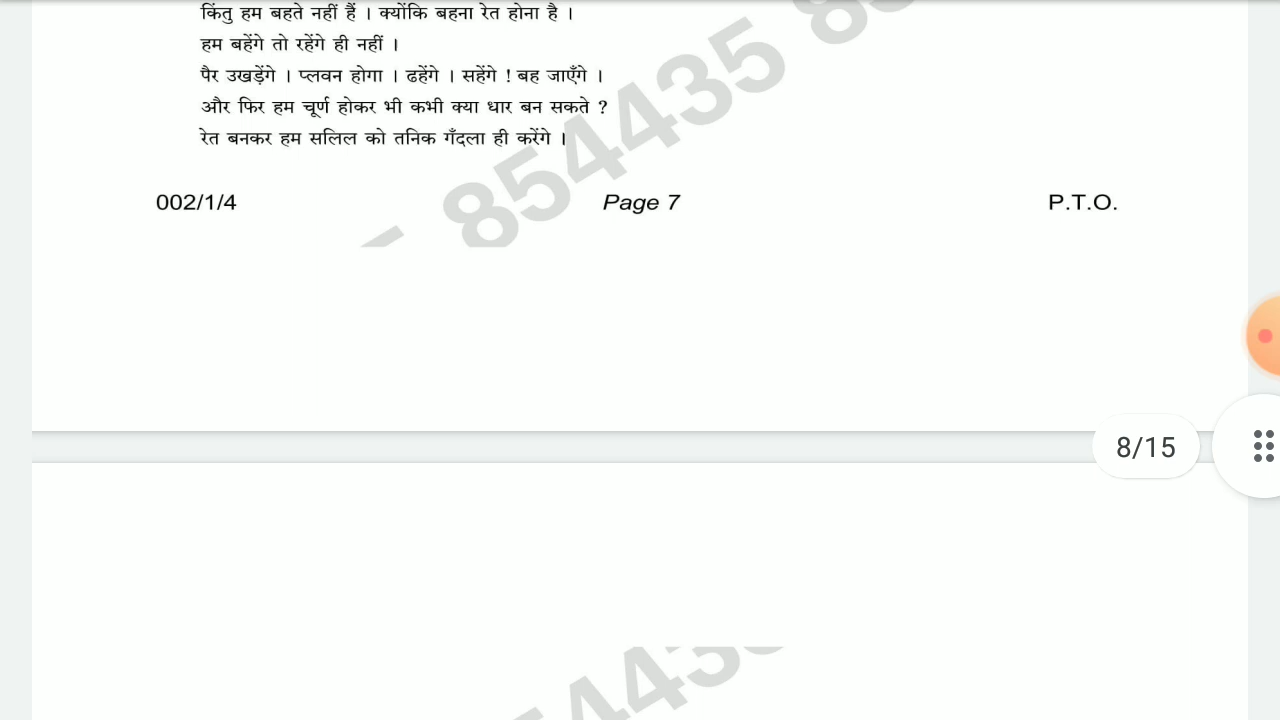 किंतु हम बहते नहीं हैं । क्योंकि बहना रेत होना है ।
हम बहेंगे तो रहेंगे ही नहीं ।
पैर उखड़ेंगे । प्लवन होगा । ढहेंगे । सहेंगे ! बह जाएँगे ।
और फिर हम चूर्ण होकर भी कभी क्या धार बन सकते ?
रेत बनकर हम सलिल को तनिक गँदला ही करेंगे ।
854435
002/1/4 Page 7 P.T.O.
8/15